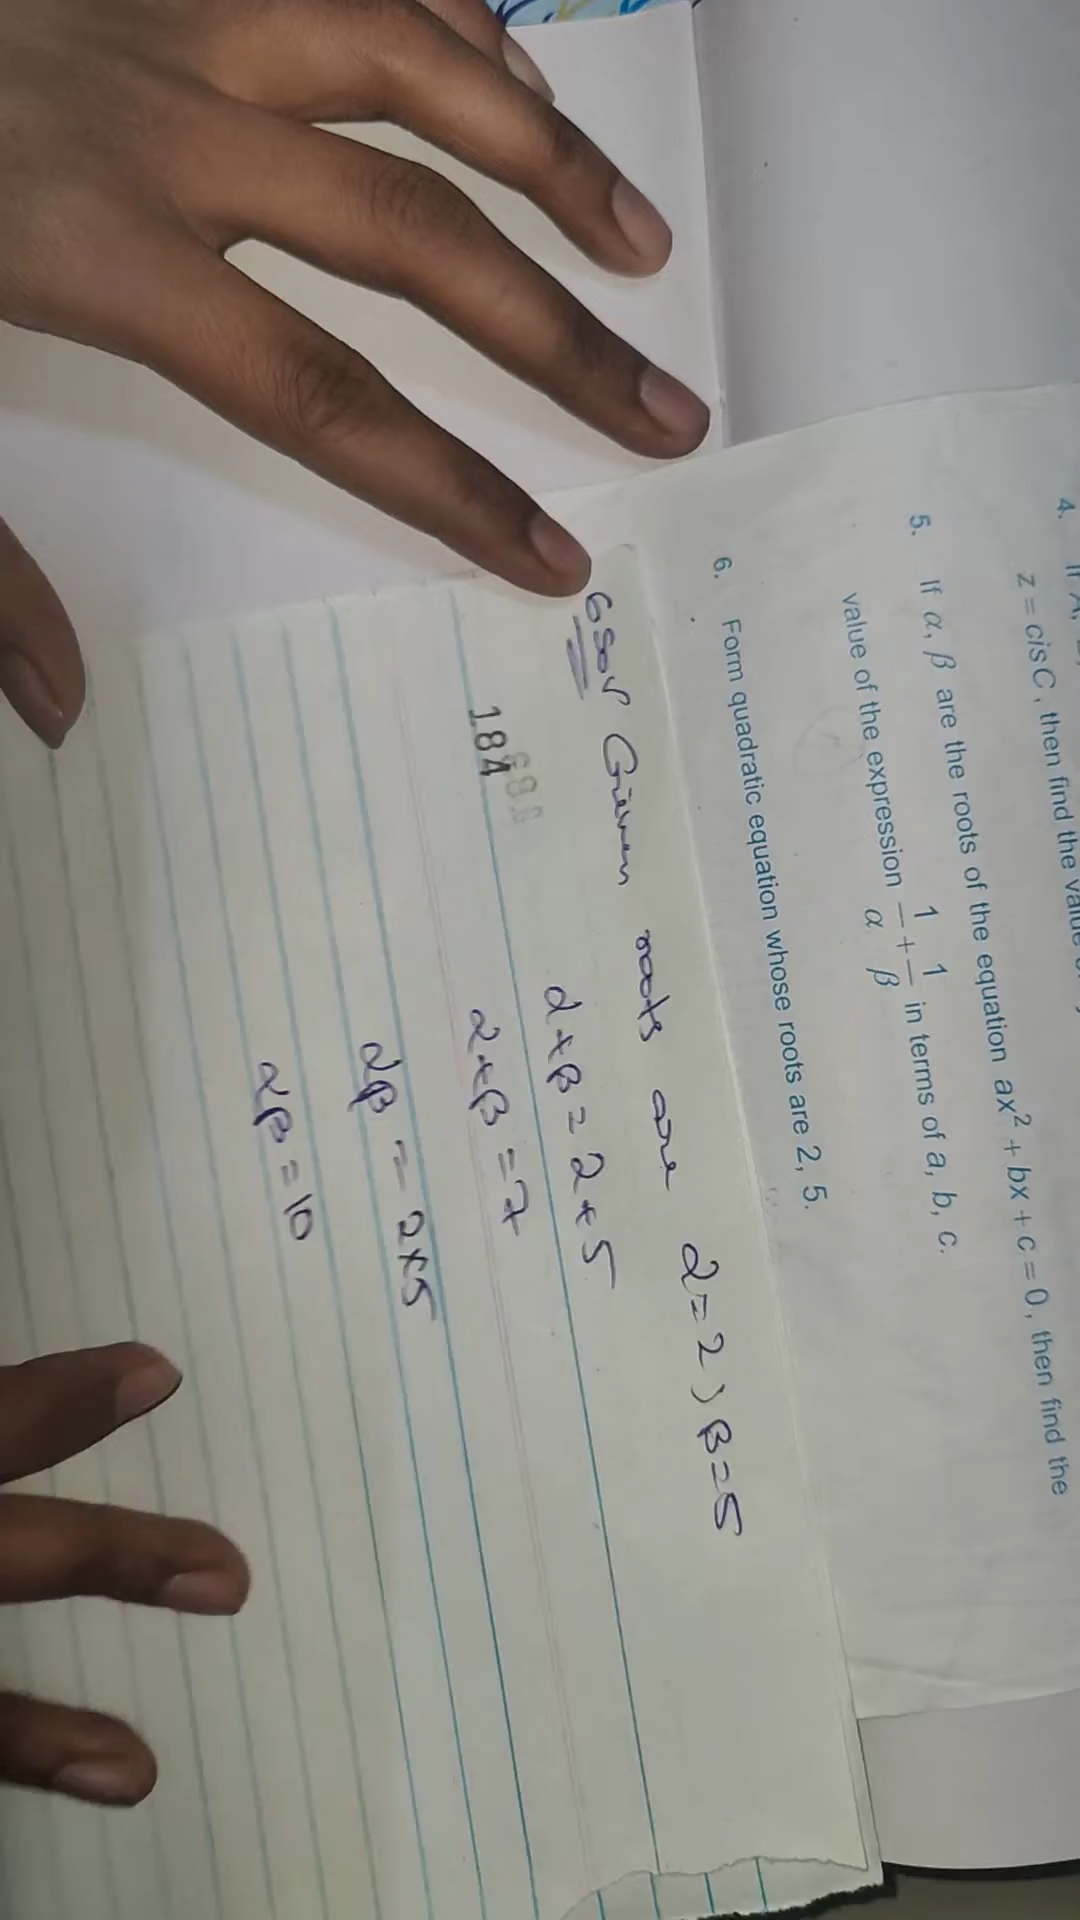 z = cis C, then find the value
5. If α, β are the roots of the equation ax² + bx + c = 0, then find the
value of the expression 1/α + 1/β in terms of a, b, c.
6. Form quadratic equation whose roots are 2, 5.
6 Sol Given roots are α = 2, β = 5
α + β = 2 + 5
α + β = 7
αβ = 2 × 5
αβ = 10
184